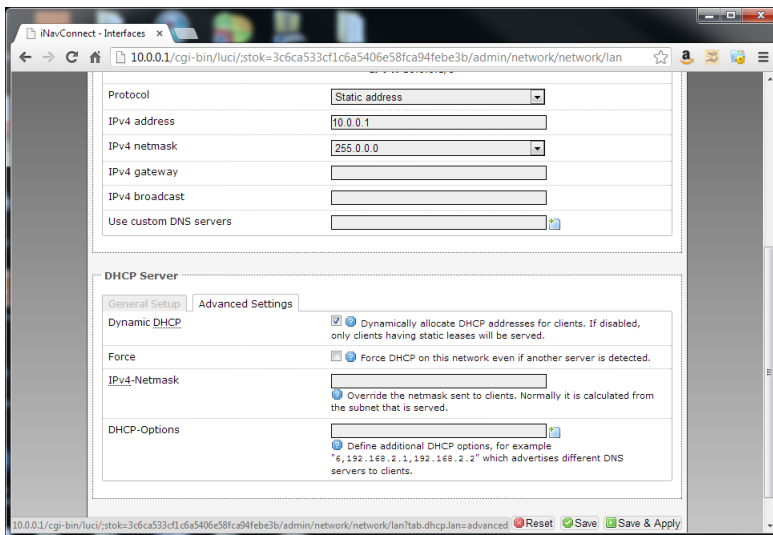 iNavConnect - Interfaces
10.0.0.1/cgi-bin/luci/;stok=3c6ca533cf1c6a5406e58fca94febe3b/admin/network/network/lan
Protocol
Static address
IPv4 address
10.0.0.1
IPv4 netmask
255.0.0.0
IPv4 gateway
IPv4 broadcast
Use custom DNS servers
DHCP Server
General Setup
Advanced Settings
Dynamic DHCP
Dynamically allocate DHCP addresses for clients. If disabled,
only clients having static leases will be served.
Force
Force DHCP on this network even if another server is detected.
IPv4-Netmask
Override the netmask sent to clients. Normally it is calculated from
the subnet that is served.
DHCP-Options
Define additional DHCP options, for example
"6,192.168.2.1,192.168.2.2" which advertises different DNS
servers to clients.
10.0.0.1/cgi-bin/luci/;stok=3c6ca533cf1c6a5406e58fca94febe3b/admin/network/network/lan?tab.dhcp.lan=advanced
Reset
Save
Save & Apply